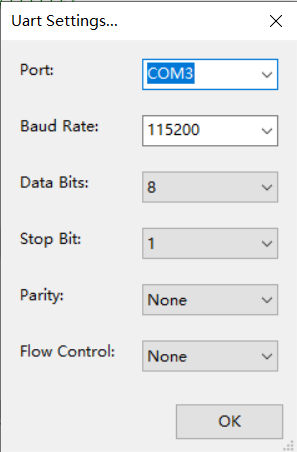 Uart Settings...
Port: COM3
Baud Rate: 115200
Data Bits: 8
Stop Bit: 1
Parity: None
Flow Control: None
OK